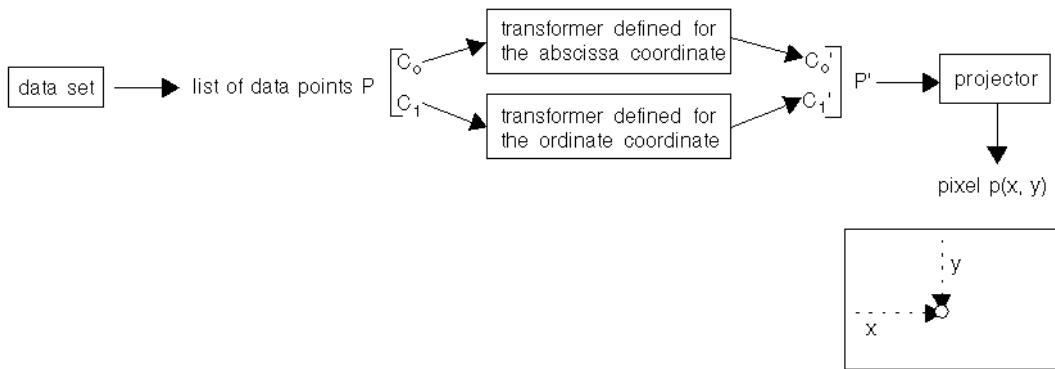 data set
list of data points P
C₀
C₁
transformer defined for
the abscissa coordinate
transformer defined for
the ordinate coordinate
C₀'
C₁'
P'
projector
pixel p(x, y)
y
x